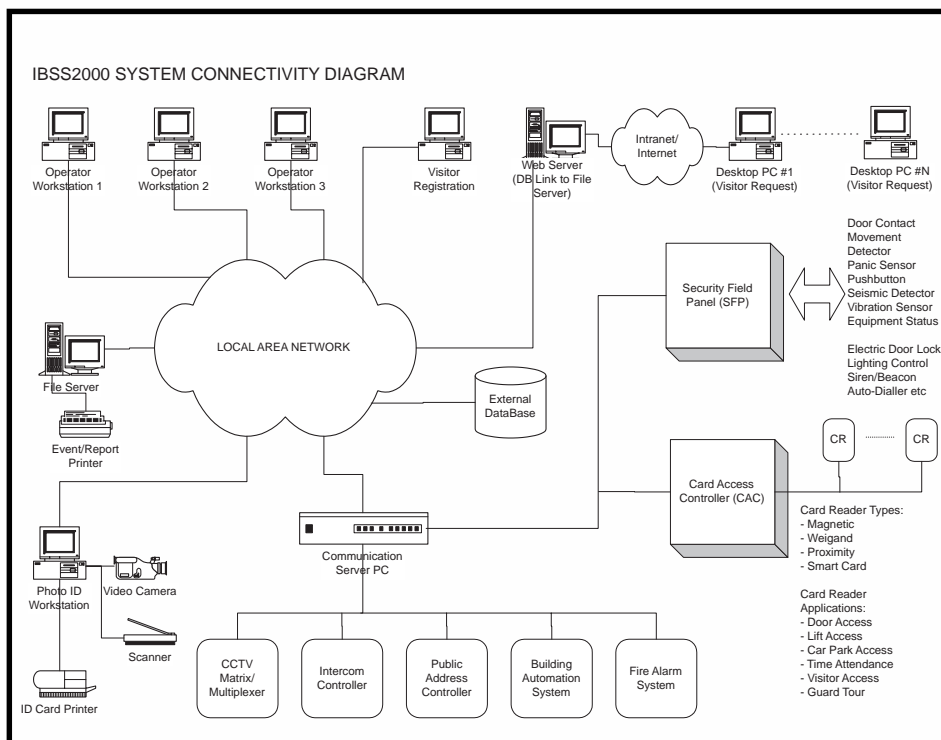 IBSS2000 SYSTEM CONNECTIVITY DIAGRAM
Operator
Workstation 1
Operator
Workstation 2
Operator
Workstation 3
Visitor
Registration
Web Server
(DB Link to File
Server)
Intranet/
Internet
Desktop PC #1
(Visitor Request)
Desktop PC #N
(Visitor Request)
Door Contact
Movement
Detector
Panic Sensor
Pushbutton
Seismic Detector
Vibration Sensor
Equipment Status
Electric Door Lock
Lighting Control
Siren/Beacon
Auto-Dialler etc
Security Field
Panel (SFP)
LOCAL AREA NETWORK
File Server
Event/Report
Printer
External
DataBase
CR
CR
Card Access
Controller (CAC)
Card Reader Types:
- Magnetic
- Weigand
- Proximity
- Smart Card
Card Reader
Applications:
- Door Access
- Lift Access
- Car Park Access
- Time Attendance
- Visitor Access
- Guard Tour
Communication
Server PC
Photo ID
Workstation
Video Camera
Scanner
ID Card Printer
CCTV
Matrix/
Multiplexer
Intercom
Controller
Public
Address
Controller
Building
Automation
System
Fire Alarm
System